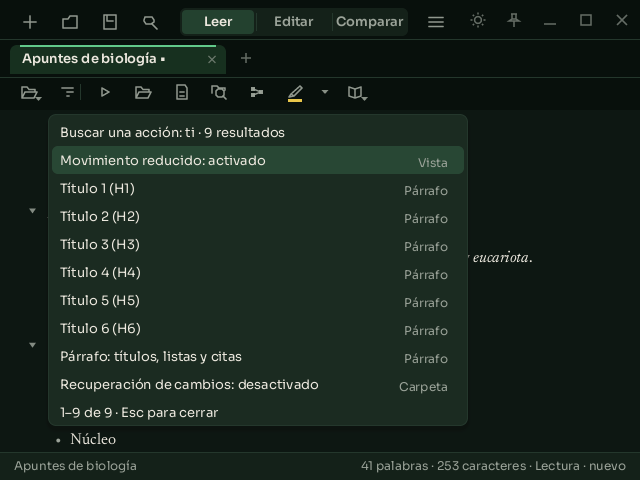 Leer Editar Comparar
Apuntes de biología •
Buscar una acción: ti · 9 resultados
Movimiento reducido: activado Vista
Título 1 (H1) Párrafo
Título 2 (H2) Párrafo
Título 3 (H3) Párrafo
eucariota.
Título 4 (H4) Párrafo
Título 5 (H5) Párrafo
Título 6 (H6) Párrafo
Párrafo: títulos, listas y citas Párrafo
Recuperación de cambios: desactivado Carpeta
1–9 de 9 · Esc para cerrar
• Núcleo
Apuntes de biología 41 palabras · 253 caracteres · Lectura · nuevo